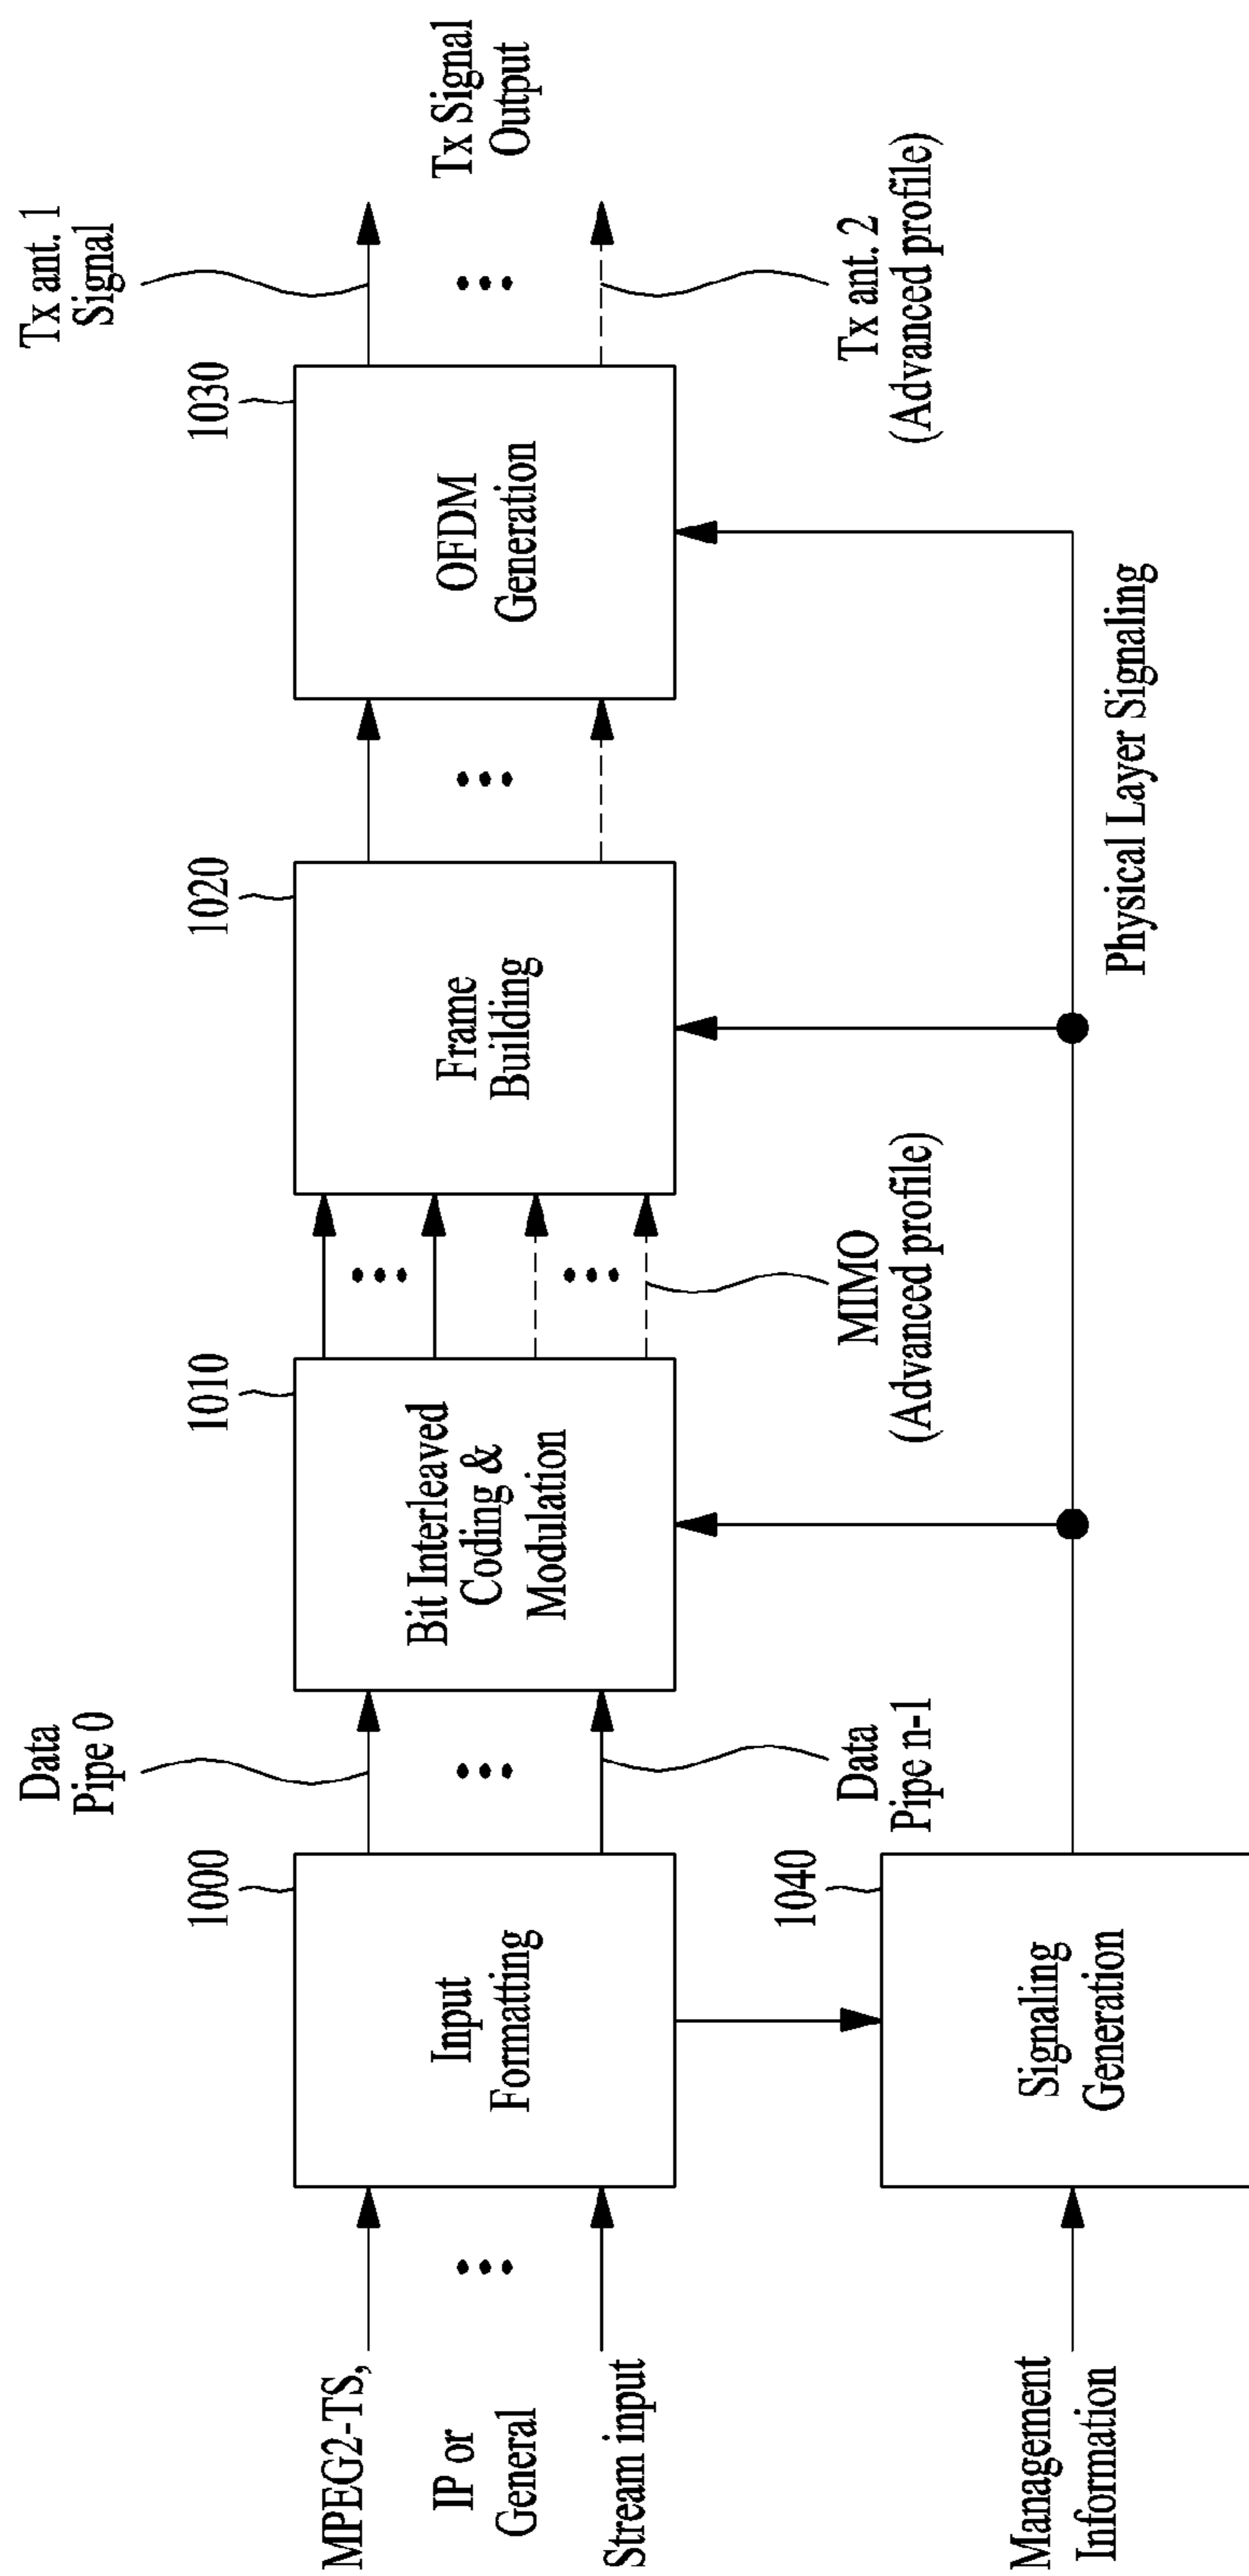 MPEG2-TS,
IP or
General
Stream input
Management
Information
1000
Input
Formatting
1040
Signaling
Generation
Data
Pipe 0
Data
Pipe n-1
1010
Bit Interleaved
Coding &
Modulation
MIMO
(Advanced profile)
1020
Frame
Building
Physical Layer Signaling
1030
OFDM
Generation
Tx ant. 1
Signal
Tx ant. 2
(Advanced profile)
Tx Signal
Output